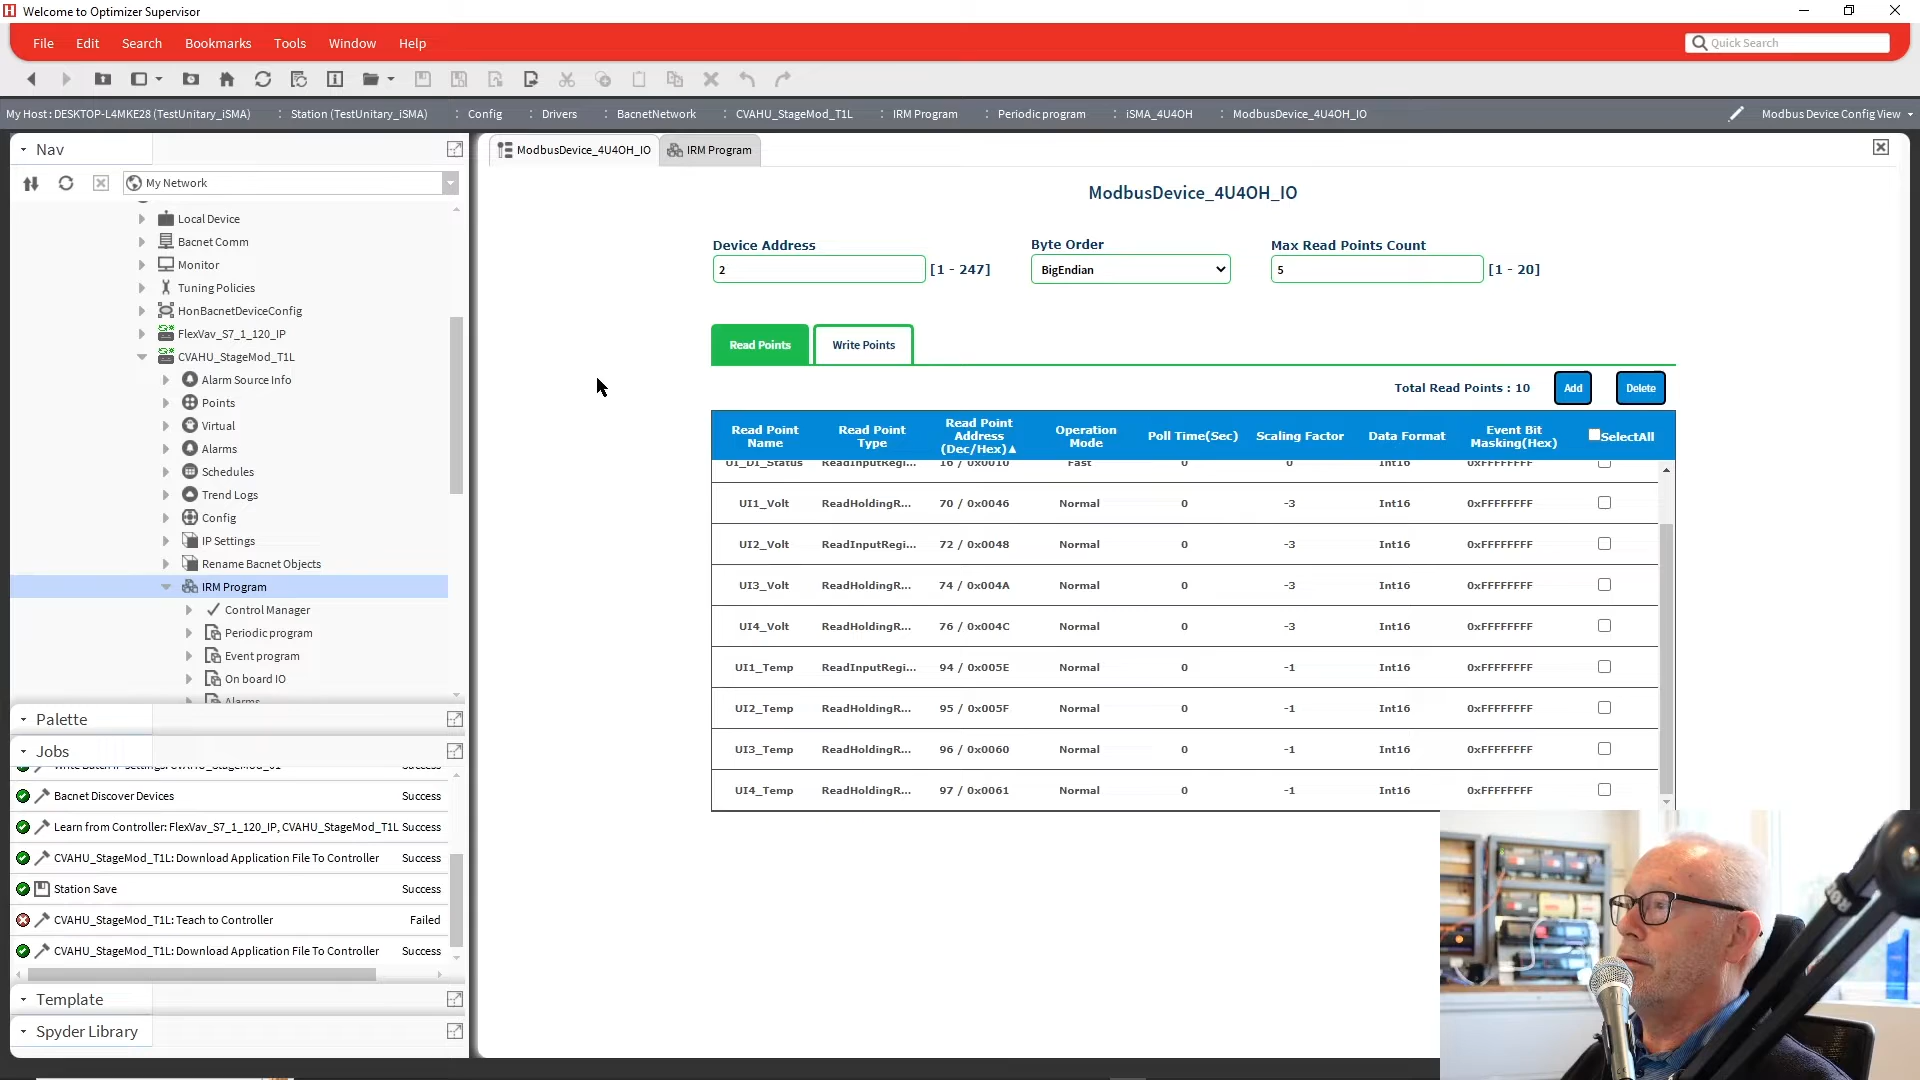 Welcome to Optimizer Supervisor
File Edit Search Bookmarks Tools Window Help
Quick Search
My Host : DESKTOP-L4MKE28 (TestUnitary_iSMA) : Station (TestUnitary_iSMA) : Config : Drivers : BacnetNetwork : CVAHU_StageMod_T1L : IRM Program : Periodic program : iSMA_4U4OH : ModbusDevice_4U4OH_IO
Modbus Device Config View
Nav
My Network
Local Device
Bacnet Comm
Monitor
Tuning Policies
HonBacnetDeviceConfig
FlexVav_S7_1_120_IP
CVAHU_StageMod_T1L
Alarm Source Info
Points
Virtual
Alarms
Schedules
Trend Logs
Config
IP Settings
Rename Bacnet Objects
IRM Program
Control Manager
Periodic program
Event program
On board IO
Alarms
Palette
Jobs
Success
Bacnet Discover Devices Success
Learn from Controller: FlexVav_S7_1_120_IP, CVAHU_StageMod_T1L Success
CVAHU_StageMod_T1L: Download Application File To Controller Success
Station Save Success
CVAHU_StageMod_T1L: Teach to Controller Failed
CVAHU_StageMod_T1L: Download Application File To Controller Success
Template
Spyder Library
ModbusDevice_4U4OH_IO IRM Program
ModbusDevice_4U4OH_IO
Device Address Byte Order Max Read Points Count
2 [1 - 247] BigEndian 5 [1 - 20]
Read Points Write Points
Total Read Points : 10 Add Delete
Read Point Name Read Point Type Read Point Address (Dec/Hex)▲ Operation Mode Poll Time(Sec) Scaling Factor Data Format Event Bit Masking(Hex) SelectAll
UI_DI_Status ReadInputRegi... 16 / 0x0010 Fast 0 0 Int16 0xFFFFFFFF
UI1_Volt ReadHoldingR... 70 / 0x0046 Normal 0 -3 Int16 0xFFFFFFFF
UI2_Volt ReadInputRegi... 72 / 0x0048 Normal 0 -3 Int16 0xFFFFFFFF
UI3_Volt ReadHoldingR... 74 / 0x004A Normal 0 -3 Int16 0xFFFFFFFF
UI4_Volt ReadHoldingR... 76 / 0x004C Normal 0 -3 Int16 0xFFFFFFFF
UI1_Temp ReadInputRegi... 94 / 0x005E Normal 0 -1 Int16 0xFFFFFFFF
UI2_Temp ReadHoldingR... 95 / 0x005F Normal 0 -1 Int16 0xFFFFFFFF
UI3_Temp ReadHoldingR... 96 / 0x0060 Normal 0 -1 Int16 0xFFFFFFFF
UI4_Temp ReadHoldingR... 97 / 0x0061 Normal 0 -1 Int16 0xFFFFFFFF